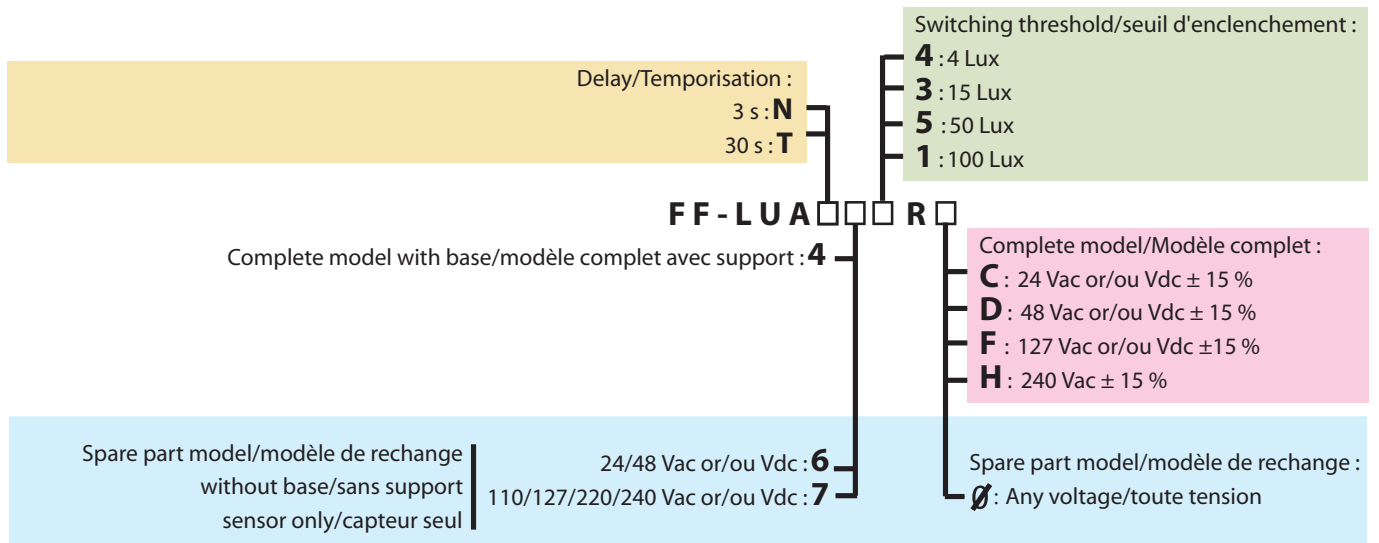 Switching threshold/seuil d'enclenchement :
4 : 4 Lux
3 : 15 Lux
5 : 50 Lux
1 : 100 Lux
Delay/Temporisation :
3 s : N
30 s : T
FF-LUA□□□ R□
Complete model with base/modèle complet avec support : 4
Complete model/Modèle complet :
C : 24 Vac or/ou Vdc ± 15 %
D : 48 Vac or/ou Vdc ± 15 %
F : 127 Vac or/ou Vdc ±15 %
H : 240 Vac ± 15 %
Spare part model/modèle de rechange
without base/sans support
sensor only/capteur seul
24/48 Vac or/ou Vdc : 6
110/127/220/240 Vac or/ou Vdc : 7
Spare part model/modèle de rechange :
Ø : Any voltage/toute tension